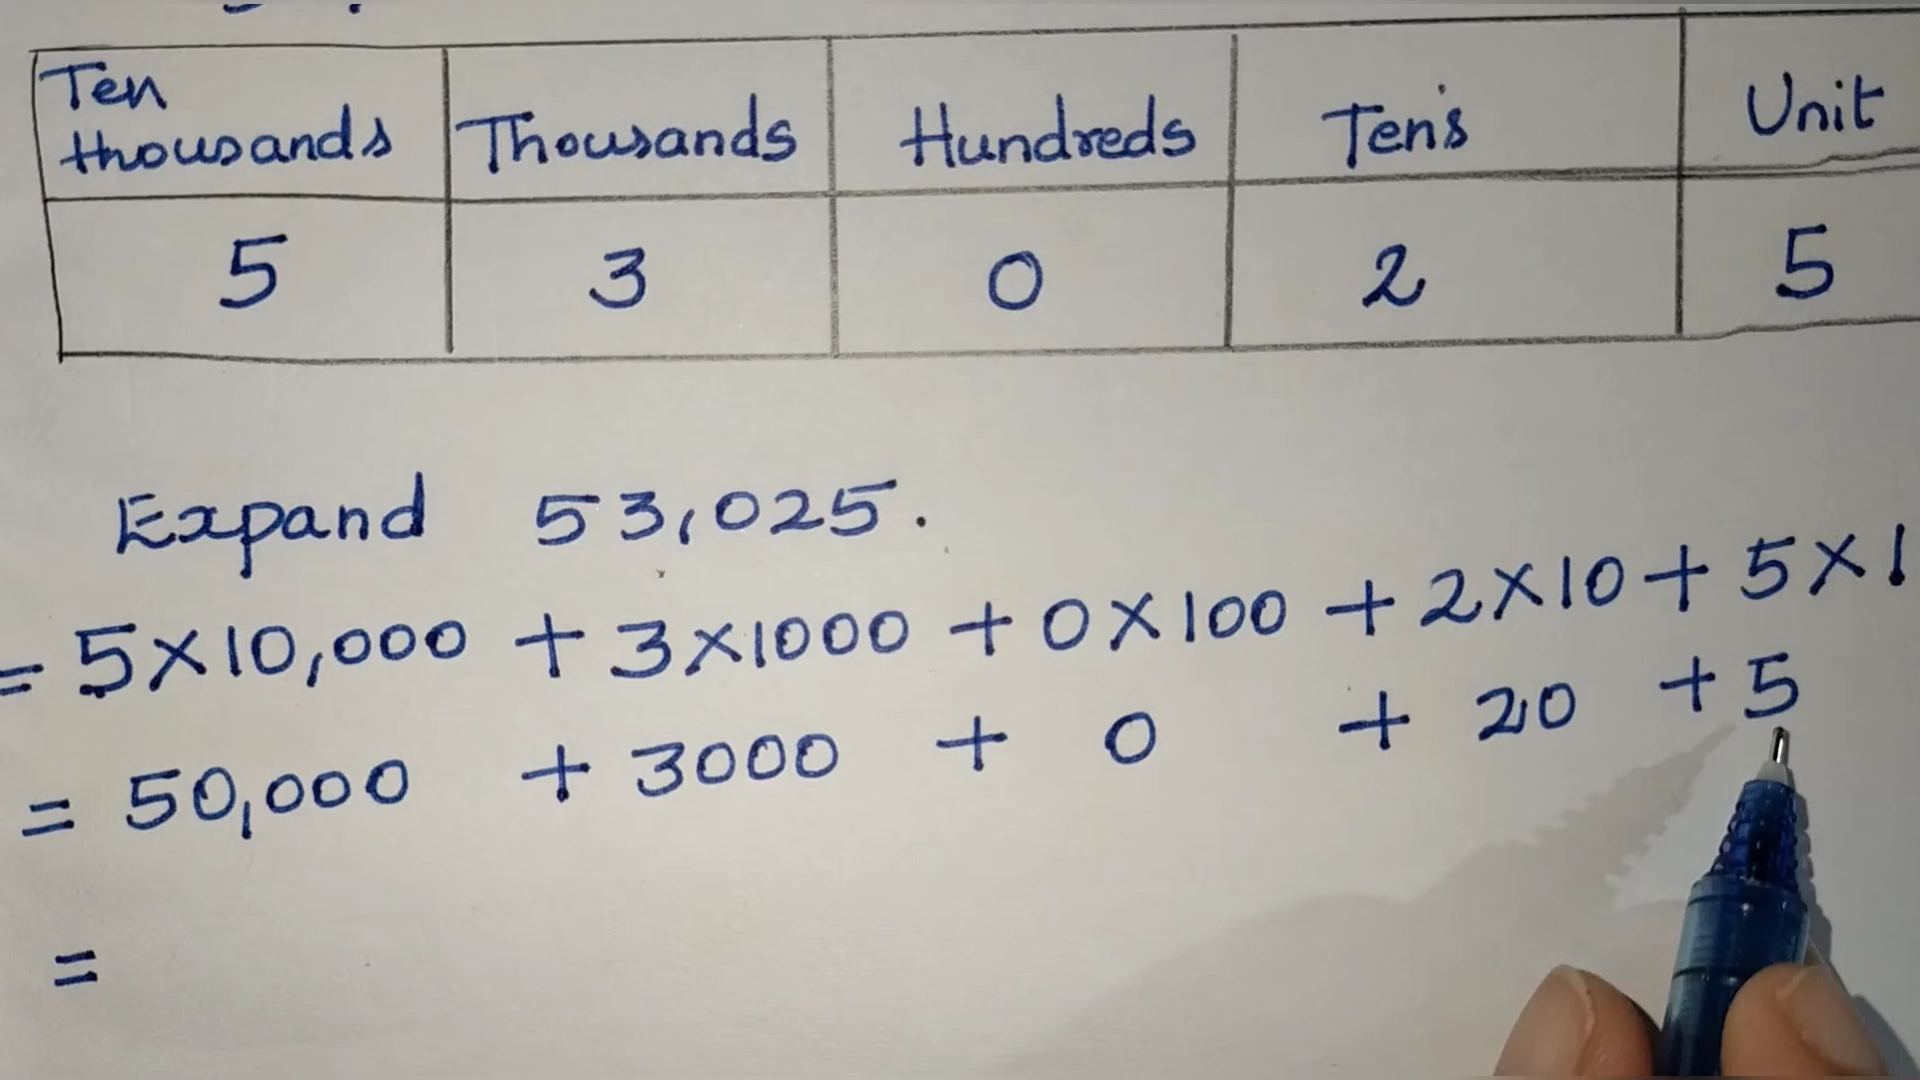 Ten thousands Thousands Hundreds Ten's Unit
5 3 0 2 5
Expand 53,025.
= 5×10,000 + 3×1000 + 0×100 + 2×10 + 5×1
= 50,000 + 3000 + 0 + 20 + 5
=